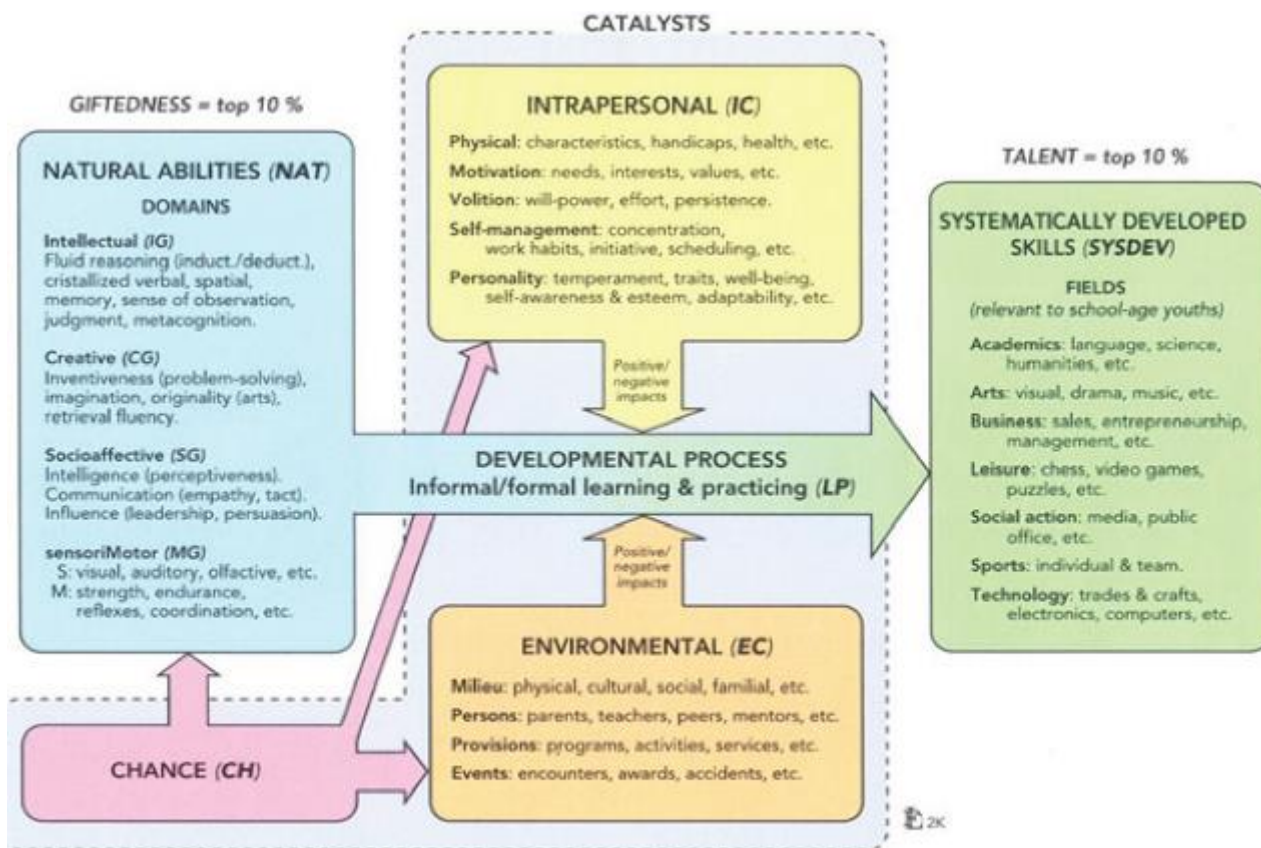 CATALYSTS
GIFTEDNESS = top 10 %
NATURAL ABILITIES (NAT)
DOMAINS
Intellectual (IG)
Fluid reasoning (induct./deduct.),
cristallized verbal, spatial,
memory, sense of observation,
judgment, metacognition.
Creative (CG)
Inventiveness (problem-solving),
imagination, originality (arts),
retrieval fluency.
Socioaffective (SG)
Intelligence (perceptiveness).
Communication (empathy, tact).
Influence (leadership, persuasion).
sensoriMotor (MG)
S: visual, auditory, olfactive, etc.
M: strength, endurance,
reflexes, coordination, etc.
CHANCE (CH)
INTRAPERSONAL (IC)
Physical: characteristics, handicaps, health, etc.
Motivation: needs, interests, values, etc.
Volition: will-power, effort, persistence.
Self-management: concentration,
work habits, initiative, scheduling, etc.
Personality: temperament, traits, well-being,
self-awareness & esteem, adaptability, etc.
Positive/
negative
impacts
DEVELOPMENTAL PROCESS
Informal/formal learning & practicing (LP)
Positive/
negative
impacts
ENVIRONMENTAL (EC)
Milieu: physical, cultural, social, familial, etc.
Persons: parents, teachers, peers, mentors, etc.
Provisions: programs, activities, services, etc.
Events: encounters, awards, accidents, etc.
TALENT = top 10 %
SYSTEMATICALLY DEVELOPED
SKILLS (SYSDEV)
FIELDS
(relevant to school-age youths)
Academics: language, science,
humanities, etc.
Arts: visual, drama, music, etc.
Business: sales, entrepreneurship,
management, etc.
Leisure: chess, video games,
puzzles, etc.
Social action: media, public
office, etc.
Sports: individual & team.
Technology: trades & crafts,
electronics, computers, etc.
2K